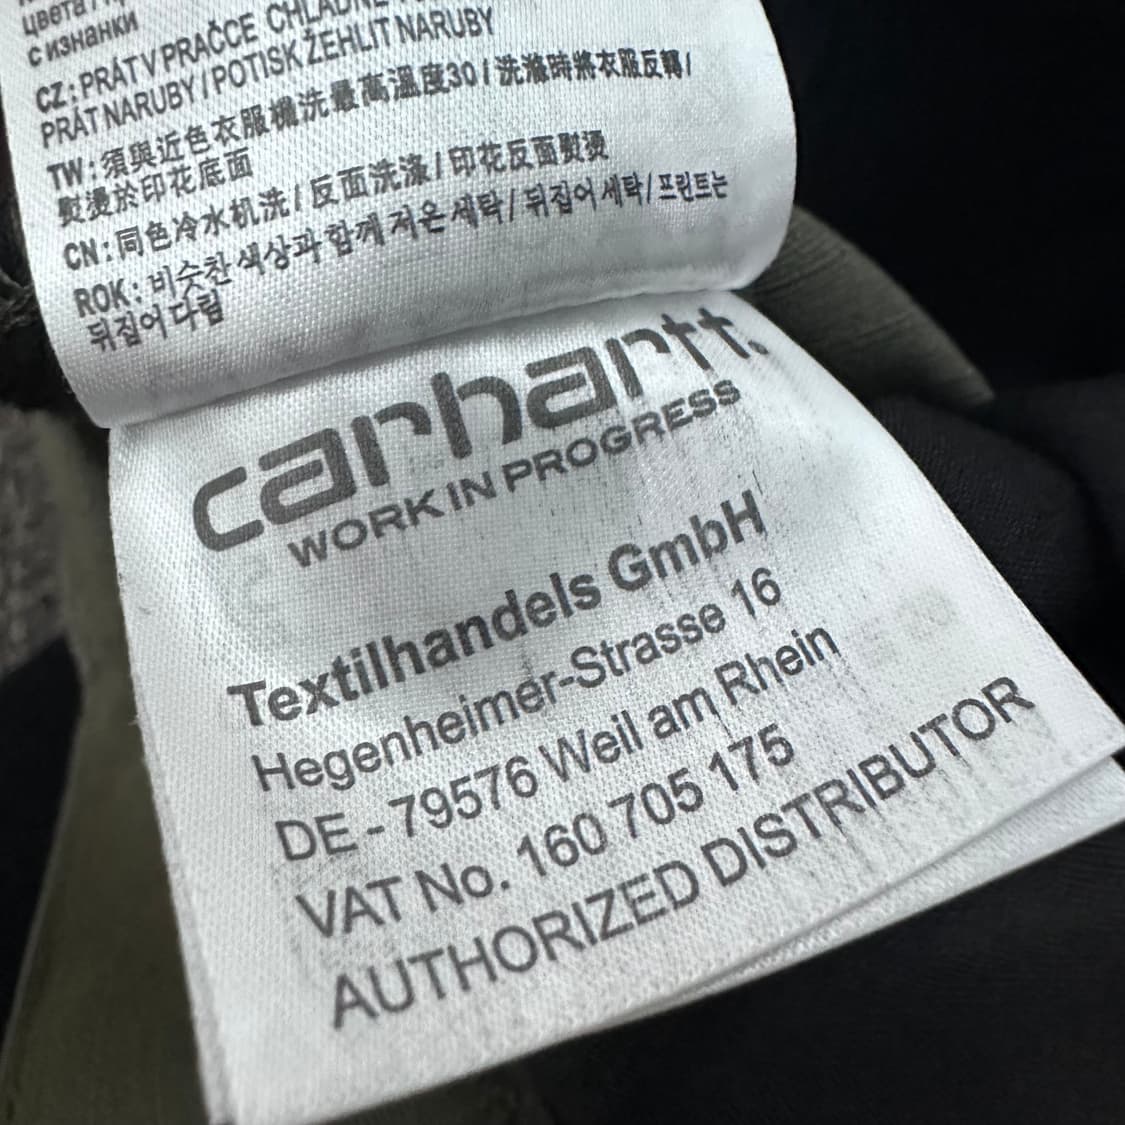 цвета /
с изнанки
CZ: PRÁT V PRAČCE CHLADNĚ
PRÁT NARUBY / POTISK ŽEHLIT NARUBY
TW: 須與近色衣服機洗最高溫度30 / 洗滌時將衣服反轉 /
熨燙於印花底面
CN: 同色冷水机洗 / 反面洗涤 / 印花反面熨烫
ROK: 비슷한 색상과 함께 저온 세탁 / 뒤집어 세탁 / 프린트는
뒤집어 다림
carhartt.
WORK IN PROGRESS
Textilhandels GmbH
Hegenheimer-Strasse 16
DE - 79576 Weil am Rhein
VAT No. 160 705 175
AUTHORIZED DISTRIBUTOR